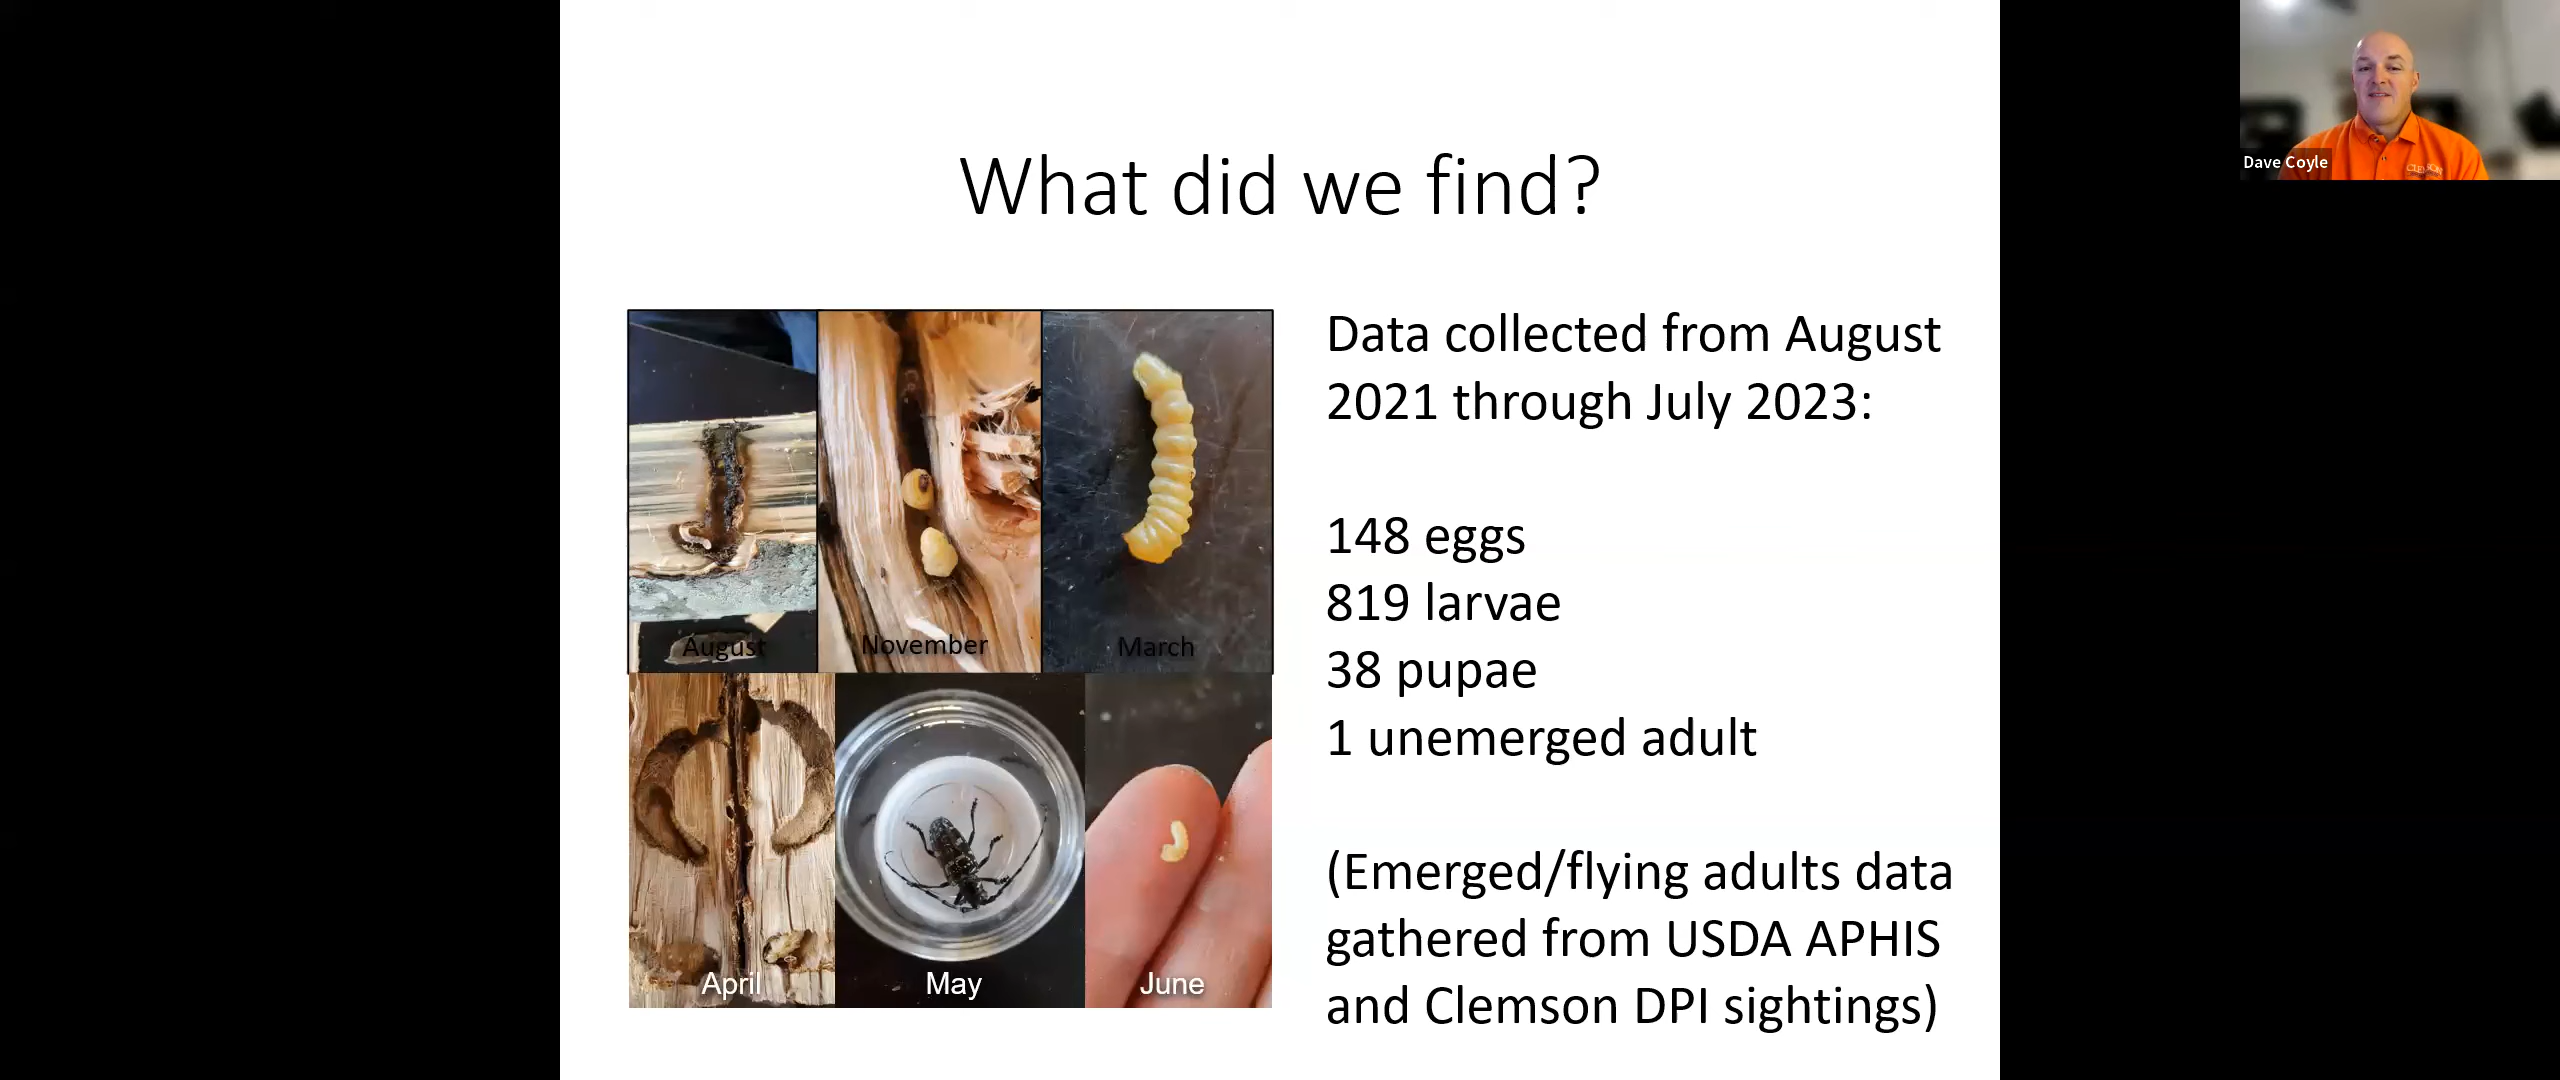 What did we find?
Dave Coyle
Data collected from August
2021 through July 2023:
148 eggs
819 larvae
38 pupae
1 unemerged adult
(Emerged/flying adults data
gathered from USDA APHIS
and Clemson DPI sightings)
August
November
March
April
May
June